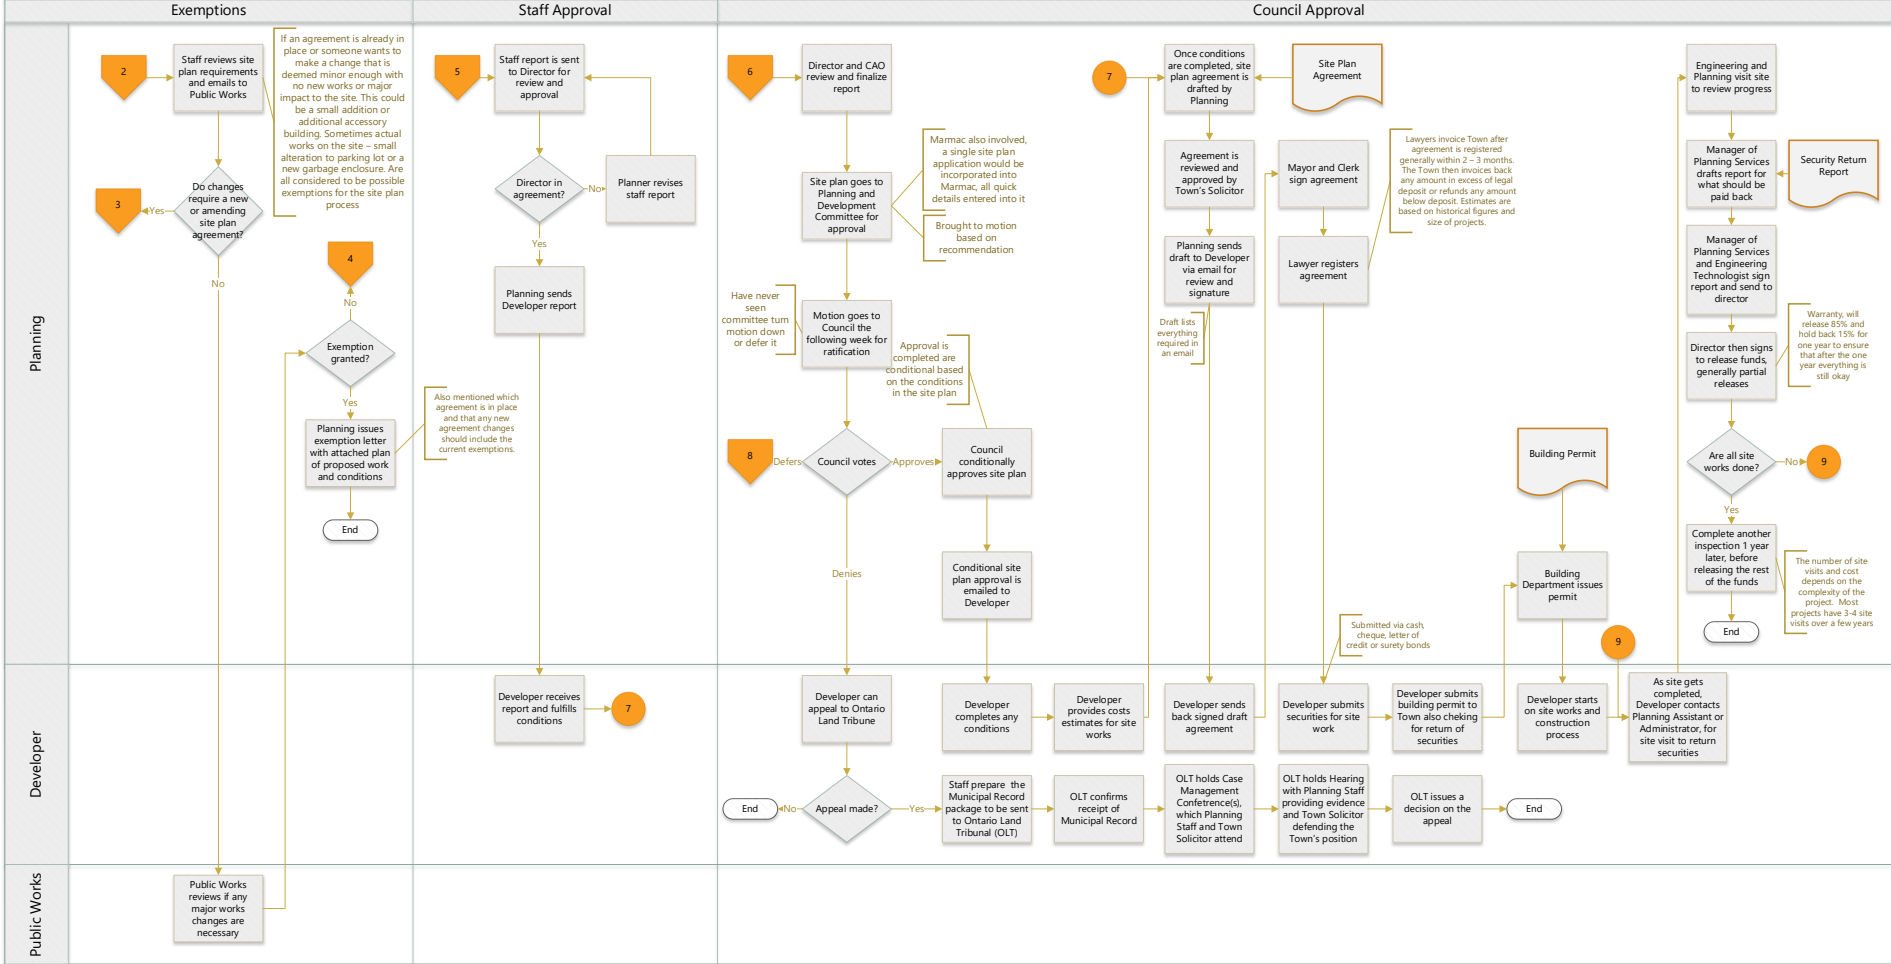 Exemptions
Staff Approval
Council Approval
Planning
Developer
Public Works
2
Staff reviews site
plan requirements
and emails to
Public Works
If an agreement is already in
place or someone wants to
make a change that is
deemed minor enough with
no new works or major
impact to the site. This could
be a small addition or
additional accessory
building. Sometimes actual
works on the site – small
alteration to parking lot or a
new garbage enclosure. Are
all considered to be possible
exemptions for the site plan
process
Do changes
require a new
or amending
site plan
agreement?
Yes
3
No
4
No
Exemption
granted?
Yes
Planning issues
exemption letter
with attached plan
of proposed work
and conditions
Also mentioned which
agreement is in place
and that any new
agreement changes
should include the
current exemptions.
End
Public Works
reviews if any
major works
changes are
necessary
5
Staff report is sent
to Director for
review and
approval
Director in
agreement?
No
Planner revises
staff report
Yes
Planning sends
Developer report
Developer receives
report and fulfills
conditions
7
6
Director and CAO
review and finalize
report
Marmac also involved,
a single site plan
application would be
incorporated into
Marmac, all quick
details entered into it
Site plan goes to
Planning and
Development
Committee for
approval
Brought to motion
based on
recommendation
Have never
seen
committee turn
motion down
or defer it
Motion goes to
Council the
following week for
ratification
Approval is
completed are
conditional based
on the conditions
in the site plan
8
Defers
Council votes
Approves
Council
conditionally
approves site plan
Denies
Conditional site
plan approval is
emailed to
Developer
Developer can
appeal to Ontario
Land Tribune
Developer
completes any
conditions
Developer
provides costs
estimates for site
works
End
No
Appeal made?
Yes
Staff prepare the
Municipal Record
package to be sent
to Ontario Land
Tribunal (OLT)
OLT confirms
receipt of
Municipal Record
OLT holds Case
Management
Confetrence(s),
which Planning
Staff and Town
Solicitor attend
OLT holds Hearing
with Planning Staff
providing evidence
and Town Solicitor
defending the
Town's position
OLT issues a
decision on the
appeal
End
7
Once conditions
are completed, site
plan agreement is
drafted by
Planning
Site Plan
Agreement
Agreement is
reviewed and
approved by
Town's Solicitor
Planning sends
draft to Developer
via email for
review and
signature
Draft lists
everything
required in
an email
Developer sends
back signed draft
agreement
Mayor and Clerk
sign agreement
Lawyers invoice Town after
agreement is registered
generally within 2 – 3 months.
The Town then invoices back
any amount in excess of legal
deposit or refunds any amount
below deposit. Estimates are
based on historical figures and
size of projects.
Lawyer registers
agreement
Submitted via cash,
cheque, letter of
credit or surety bonds
Developer submits
securities for site
work
Developer submits
building permit to
Town also cheking
for return of
securities
Building Permit
Building
Department issues
permit
Developer starts
on site works and
construction
process
9
As site gets
completed,
Developer contacts
Planning Assistant or
Administrator, for
site visit to return
securities
Engineering and
Planning visit site
to review progress
Manager of
Planning Services
drafts report for
what should be
paid back
Security Return
Report
Manager of
Planning Services
and Engineering
Technologist sign
report and send to
director
Director then signs
to release funds,
generally partial
releases
Warranty, will
release 85% and
hold back 15% for
one year to ensure
that after the one
year everything is
still okay
Are all site
works done?
No
9
Yes
Complete another
inspection 1 year
later, before
releasing the rest
of the funds
The number of site
visits and cost
depends on the
complexity of the
project. Most
projects have 3-4 site
visits over a few years
End